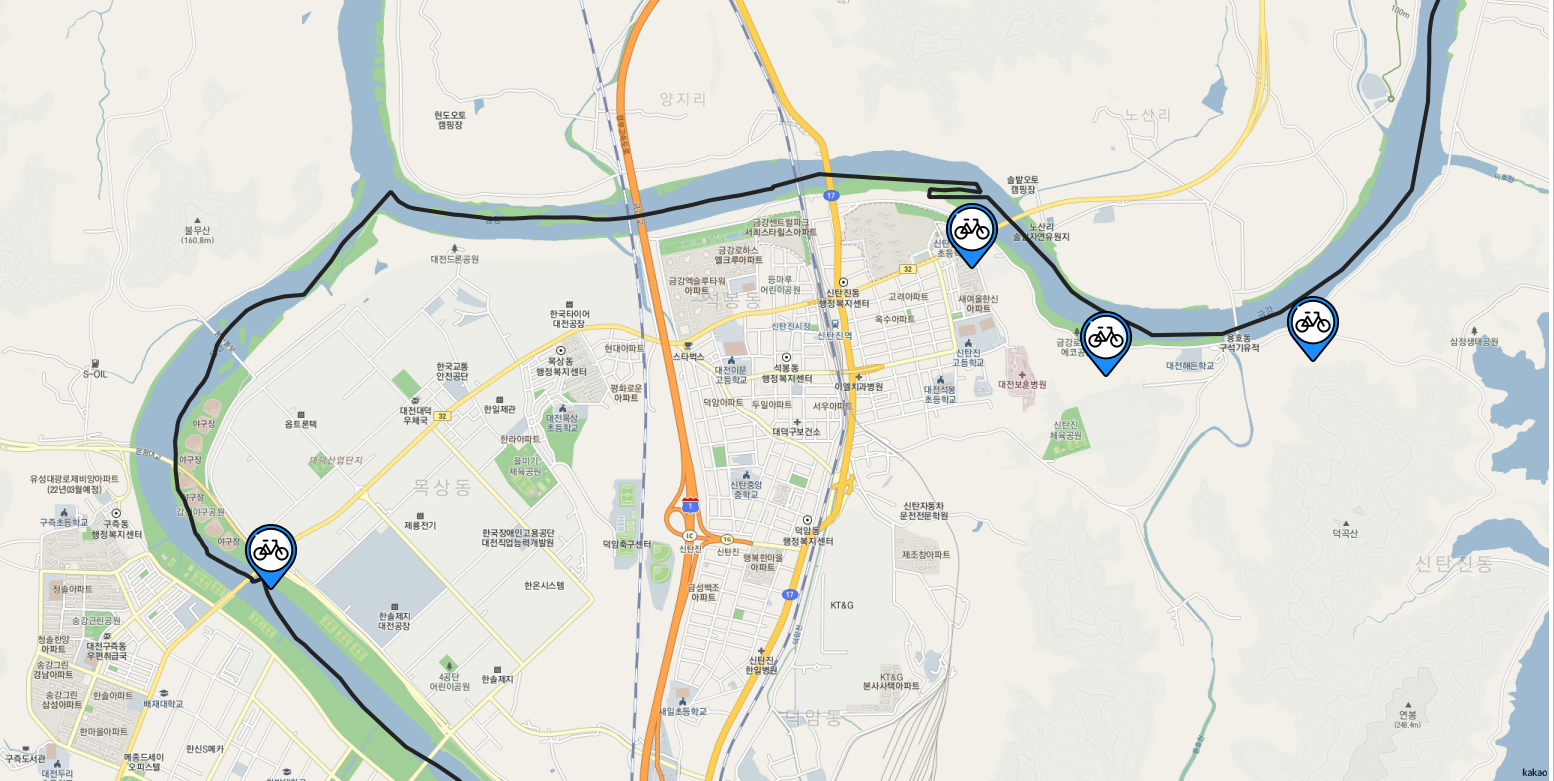 100m
양지리
현도오토
캠핑장
경부고속도로
노산리
솔밭오토
캠핑장
미호천
17
불무산
(160.8m)
금강센트럴파크
서희스타힐스아파트
노산리
솔밭자연유원지
대전드론공원
금강로하스
엘크루아파트
32
금강엑슬루타워
아파트
등마루
어린이공원
석봉동
신탄진동
행정복지센터
고려아파트
새여울한신
아파트
한국타이어
대전공장
옥수아파트
신탄진시장
신탄진역
금강
용호동
구석기유적
삼정생태공원
현대아파트
스타벅스
신탄진
고등학교
대전해든학교
S-OIL
목상동
행정복지센터
대전이문
고등학교
석봉동
행정복지센터
한국교통
안전공단
이엘치과병원
대전석봉
초등학교
대전보훈병원
평화로운
아파트
덕암아파트
두일아파트
서우아파트
대전대덕
우체국
32
한일제관
옵트론텍
야구장
대전목상
초등학교
대덕구보건소
신탄진
체육공원
한라아파트
대덕산업단지
야구장
을미기
체육공원
유성대광로제비앙아파트
(22년03월예정)
목상동
신탄중앙
중학교
야구장
구즉초등학교
구즉동
행정복지센터
제룡전기
1
신탄진자동차
운전전문학원
덕곡산
한국장애인고용공단
대전직업능력개발원
덕암동
행정복지센터
야구장
덕암축구센터
IC
신탄진
TG
신탄진
행복한마을
아파트
제조창아파트
신탄진동
청솔아파트
한온시스템
금성백조
아파트
17
KT&G
송강근린공원
한솔제지
대전공장
청솔한양
아파트
대전구즉동
우편취급국
덕암천
신탄진
한일병원
송강그린
경남아파트
4공단
어린이공원
한솔제지
KT&G
본사사택아파트
송강그린
삼성아파트
한솔아파트
배재대학교
새일초등학교
덕암동
연봉
(248.4m)
한마을아파트
용호천
구즉도서관
메종드세이
오피스텔
한신S메카
대전두리
kakao